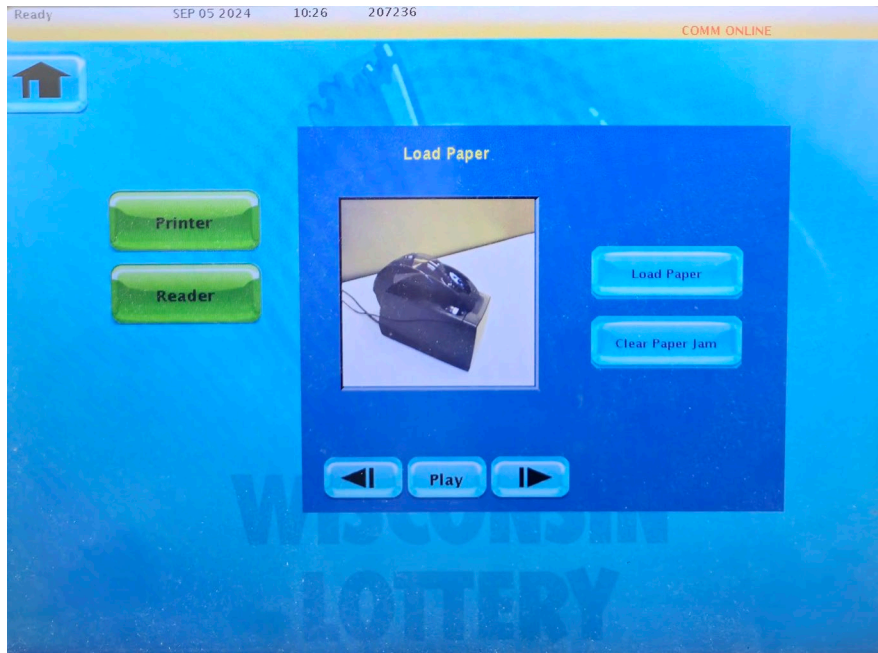 Ready SEP 05 2024 10:26 207236
COMM ONLINE
Load Paper
Printer
Reader
Load Paper
Clear Paper Jam
Play
WISCONSIN
LOTTERY